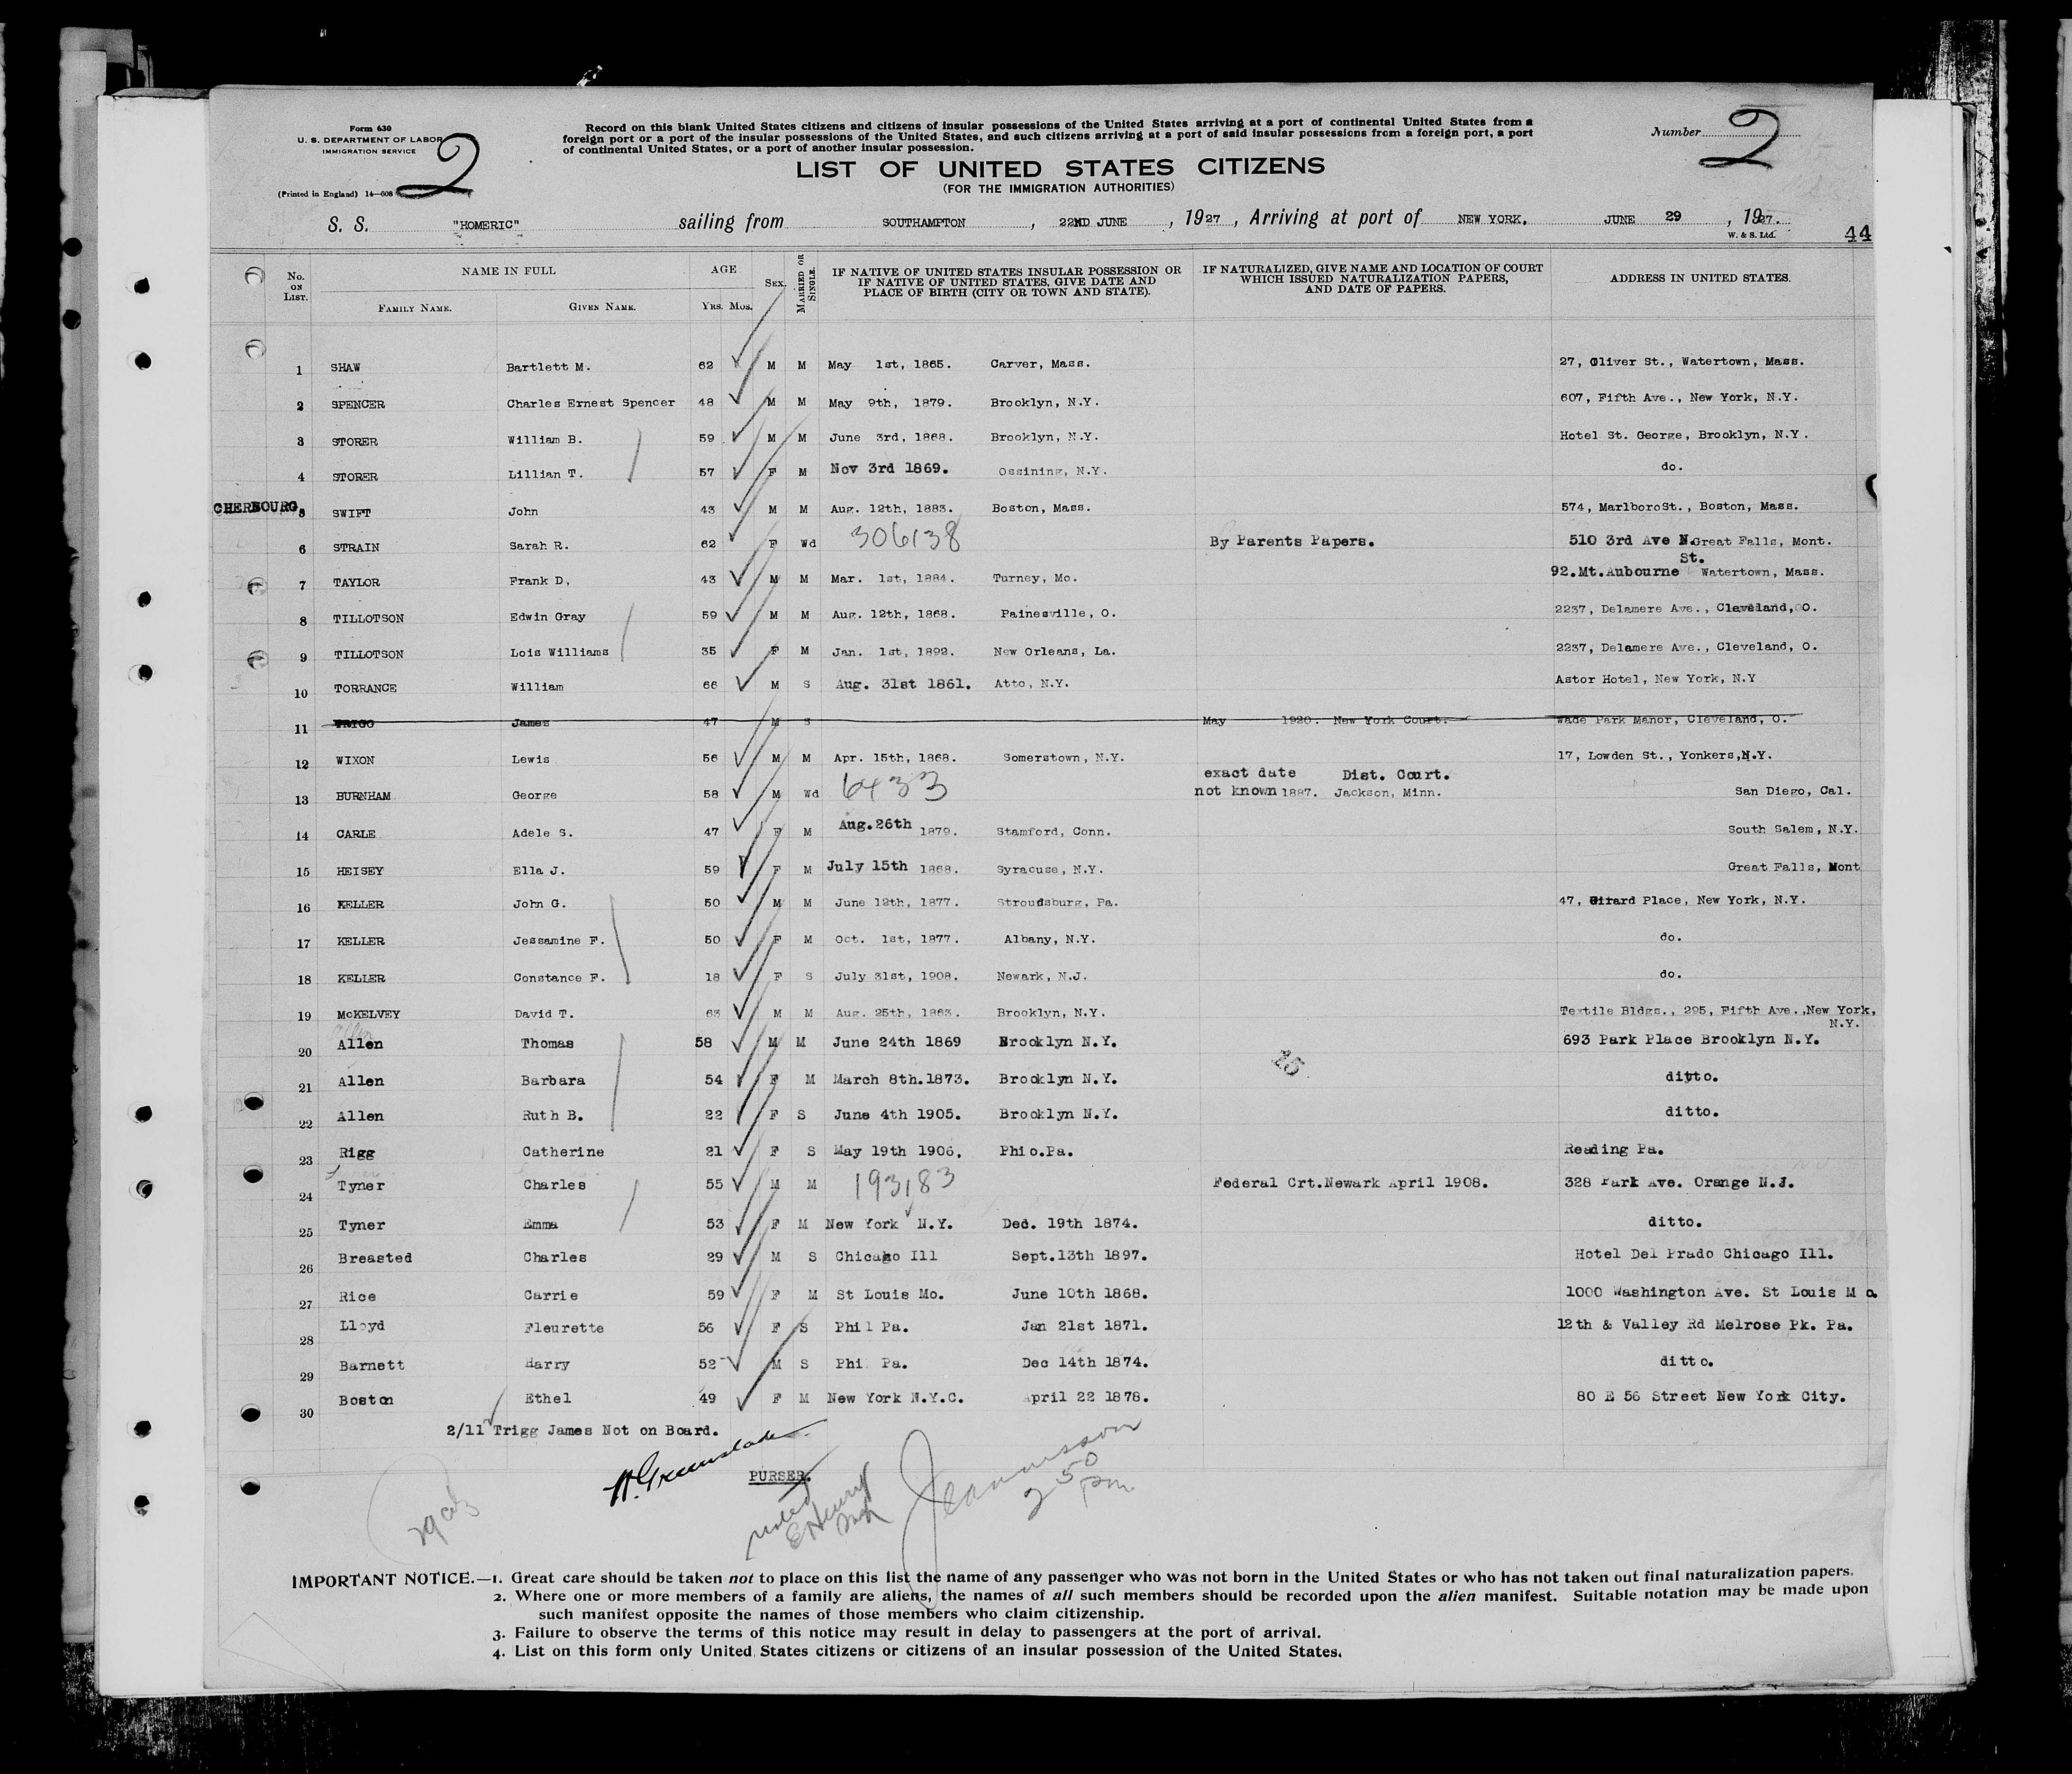 Form 630
U. S. DEPARTMENT OF LABOR
IMMIGRATION SERVICE
2
(Printed in England) 14—608
Record on this blank United States citizens and citizens of insular possessions of the United States arriving at a port of continental United States from a
foreign port or a port of the insular possessions of the United States, and such citizens arriving at a port of said insular possessions from a foreign port, a port
of continental United States, or a port of another insular possession.
Number 2
LIST OF UNITED STATES CITIZENS
(FOR THE IMMIGRATION AUTHORITIES)
S. S. "HOMERIC" sailing from SOUTHAMPTON , 22ND JUNE , 1927 , Arriving at port of NEW YORK. JUNE 29 , 1927.
W. & S. Ltd.
44
No. on List. NAME IN FULL AGE Sex. Married or Single. IF NATIVE OF UNITED STATES INSULAR POSSESSION OR IF NATIVE OF UNITED STATES, GIVE DATE AND PLACE OF BIRTH (CITY OR TOWN AND STATE). IF NATURALIZED, GIVE NAME AND LOCATION OF COURT WHICH ISSUED NATURALIZATION PAPERS, AND DATE OF PAPERS. ADDRESS IN UNITED STATES.
Family Name. Given Name. Yrs. Mos.
1 SHAW Bartlett M. 62 M M May 1st, 1865. Carver, Mass. 27, Oliver St., Watertown, Mass.
2 SPENCER Charles Ernest Spencer 48 M M May 9th, 1879. Brooklyn, N.Y. 607, Fifth Ave., New York, N.Y.
3 STORER William B. 59 M M June 3rd, 1868. Brooklyn, N.Y. Hotel St. George, Brooklyn, N.Y.
4 STORER Lillian T. 57 F M Nov 3rd 1869. Ossining, N.Y. do.
CHERBOURG. 5 SWIFT John 43 M M Aug. 12th, 1883. Boston, Mass. 574, MarlboroSt., Boston, Mass.
6 STRAIN Sarah R. 62 F Wd 306138 By Parents Papers. 510 3rd Ave N.Great Falls, Mont.
7 TAYLOR Frank D, 43 M M Mar. 1st, 1884. Turney, Mo. 92.Mt.Aubourne St. Watertown, Mass.
8 TILLOTSON Edwin Gray 59 M M Aug. 12th, 1868. Painesville, O. 2237, Delamere Ave., Cleveland, O.
9 TILLOTSON Lois Williams 35 F M Jan. 1st, 1892. New Orleans, La. 2237, Delamere Ave., Cleveland, O.
10 TORRANCE William 66 M S Aug. 31st 1861. Atto, N.Y. Astor Hotel, New York, N.Y
11 TRIGG James 47 M S May 1920. New York Court. Wade Park Manor, Cleveland, O.
12 WIXON Lewis 56 M M Apr. 15th, 1868. Somerstown, N.Y. 17, Lowden St., Yonkers,N.Y.
13 BURNHAM George 58 M Wd 6433 exact date not known 1887. Dist. Court. Jackson, Minn. San Diego, Cal.
14 CARLE Adele S. 47 F M Aug.26th 1879. Stamford, Conn. South Salem, N.Y.
15 HEISEY Ella J. 59 F M July 15th 1868. Syracuse, N.Y. Great Falls, Mont
16 KELLER John G. 50 M M June 12th, 1877. Stroudsburg, Pa. 47, Girard Place, New York, N.Y.
17 KELLER Jessamine F. 50 F M Oct. 1st, 1877. Albany, N.Y. do.
18 KELLER Constance F. 18 F S July 31st, 1908. Newark, N.J. do.
19 McKELVEY David T. 63 M M Aug. 25th, 1863. Brooklyn, N.Y. Textile Bldgs., 295, Fifth Ave.,New York, N.Y.
20 Allen Thomas 58 M M June 24th 1869 Brooklyn N.Y. 693 Park Place Brooklyn N.Y.
15
21 Allen Barbara 54 F M March 8th.1873. Brooklyn N.Y. ditto.
22 Allen Ruth B. 22 F S June 4th 1905. Brooklyn N.Y. ditto.
23 Rigg Catherine 21 F S May 19th 1906. Phio.Pa. Reading Pa.
24 Tyner Charles 55 M M 193183 Federal Crt.Newark April 1908. 328 Park Ave. Orange N.J.
25 Tyner Emma 53 F M New York N.Y. Dec. 19th 1874. ditto.
26 Breasted Charles 29 M S Chicago Ill Sept.13th 1897. Hotel Del Prado Chicago Ill.
27 Rice Carrie 59 F M St Louis Mo. June 10th 1868. 1000 Washington Ave. St Louis M o.
28 Lloyd Fleurette 56 F S Phil Pa. Jan 21st 1871. 12th & Valley Rd Melrose Pk. Pa.
29 Barnett Harry 52 M S Phi Pa. Dec 14th 1874. ditto.
30 Boston Ethel 49 F M New York N.Y.C. April 22 1878. 80 E 56 Street New York City.
2/11 Trigg James Not on Board.
PURSER.
noted
2 50
pm
IMPORTANT NOTICE.—1. Great care should be taken not to place on this list the name of any passenger who was not born in the United States or who has not taken out final naturalization papers.
2. Where one or more members of a family are aliens, the names of all such members should be recorded upon the alien manifest. Suitable notation may be made upon
such manifest opposite the names of those members who claim citizenship.
3. Failure to observe the terms of this notice may result in delay to passengers at the port of arrival.
4. List on this form only United States citizens or citizens of an insular possession of the United States.